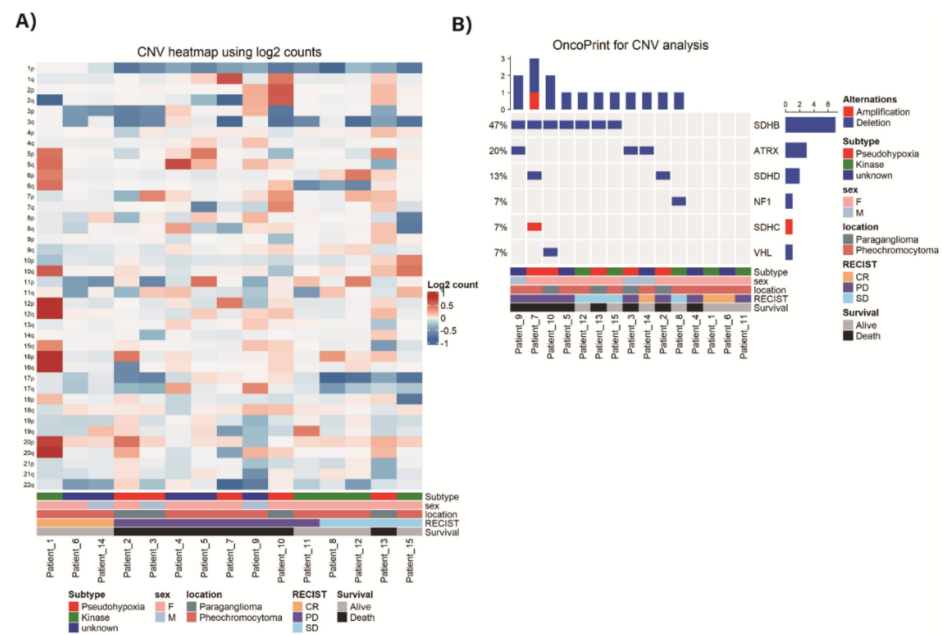 A)
CNV heatmap using log2 counts
1p
1q
2p
2q
3p
3q
4p
4q
5p
5q
6p
6q
7p
7q
8p
8q
9p
9q
10p
10q
11p
11q
12p
12q
13q
14q
15q
16p
16q
17p
17q
18p
18q
19p
19q
20p
20q
21p
21q
22q
Log2 count
1
0.5
0
-0.5
-1
Subtype
sex
location
RECIST
Survival
Patient_1
Patient_6
Patient_14
Patient_2
Patient_3
Patient_4
Patient_5
Patient_7
Patient_9
Patient_10
Patient_11
Patient_8
Patient_12
Patient_13
Patient_15
Subtype
Pseudohypoxia
Kinase
unknown
sex
F
M
location
Paraganglioma
Pheochromocytoma
RECIST
CR
PD
SD
Survival
Alive
Death
B)
OncoPrint for CNV analysis
3
2
1
0
0 2 4 6
47% SDHB
20% ATRX
13% SDHD
7% NF1
7% SDHC
7% VHL
Subtype
sex
location
RECIST
Survival
Patient_9
Patient_7
Patient_10
Patient_5
Patient_12
Patient_13
Patient_15
Patient_3
Patient_14
Patient_2
Patient_8
Patient_4
Patient_1
Patient_6
Patient_11
Alternations
Amplification
Deletion
Subtype
Pseudohypoxia
Kinase
unknown
sex
F
M
location
Paraganglioma
Pheochromocytoma
RECIST
CR
PD
SD
Survival
Alive
Death